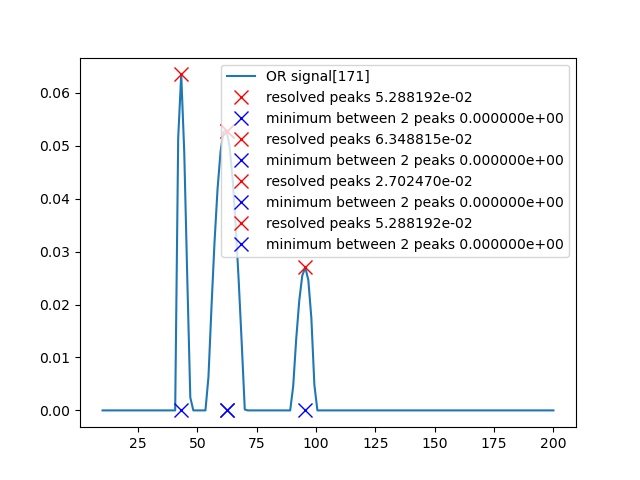 OR signal[171]
resolved peaks 5.288192e-02
minimum between 2 peaks 0.000000e+00
resolved peaks 6.348815e-02
minimum between 2 peaks 0.000000e+00
resolved peaks 2.702470e-02
minimum between 2 peaks 0.000000e+00
resolved peaks 5.288192e-02
minimum between 2 peaks 0.000000e+00
0.06
0.05
0.04
0.03
0.02
0.01
0.00
25 50 75 100 125 150 175 200